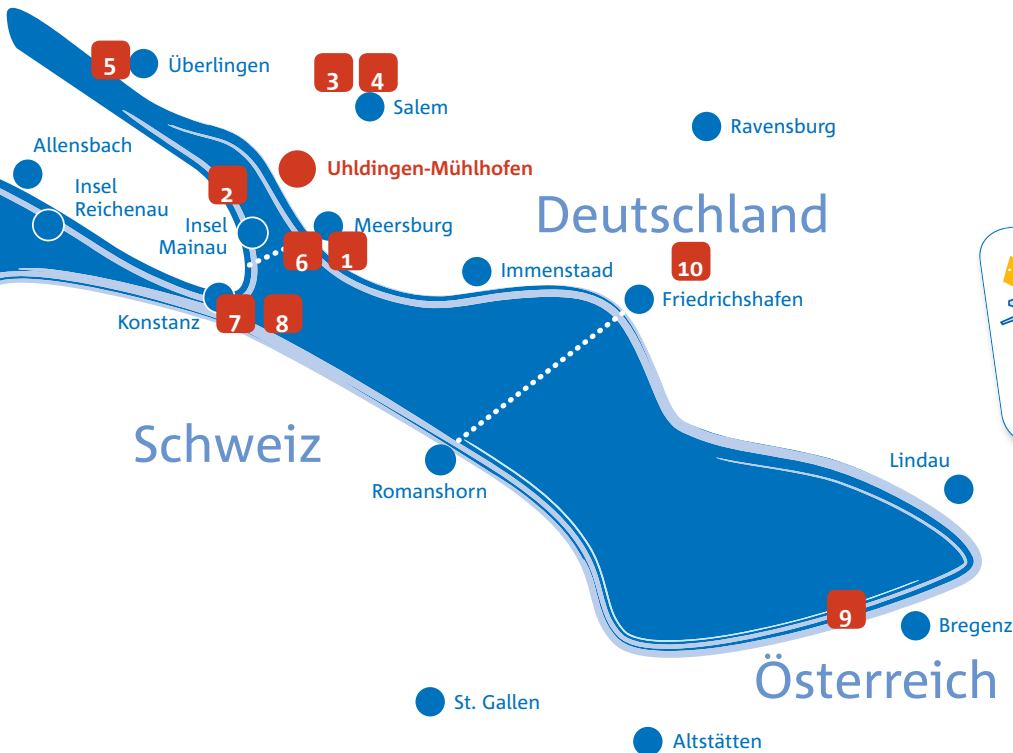 5
Überlingen
3
4
Salem
Ravensburg
Allensbach
Uhldingen-Mühlhofen
Insel
Reichenau
2
Insel
Mainau
Meersburg
Deutschland
6
1
10
Immenstaad
Friedrichshafen
Konstanz
7
8
Schweiz
Lindau
Romanshorn
9
Bregenz
Österreich
St. Gallen
Altstätten